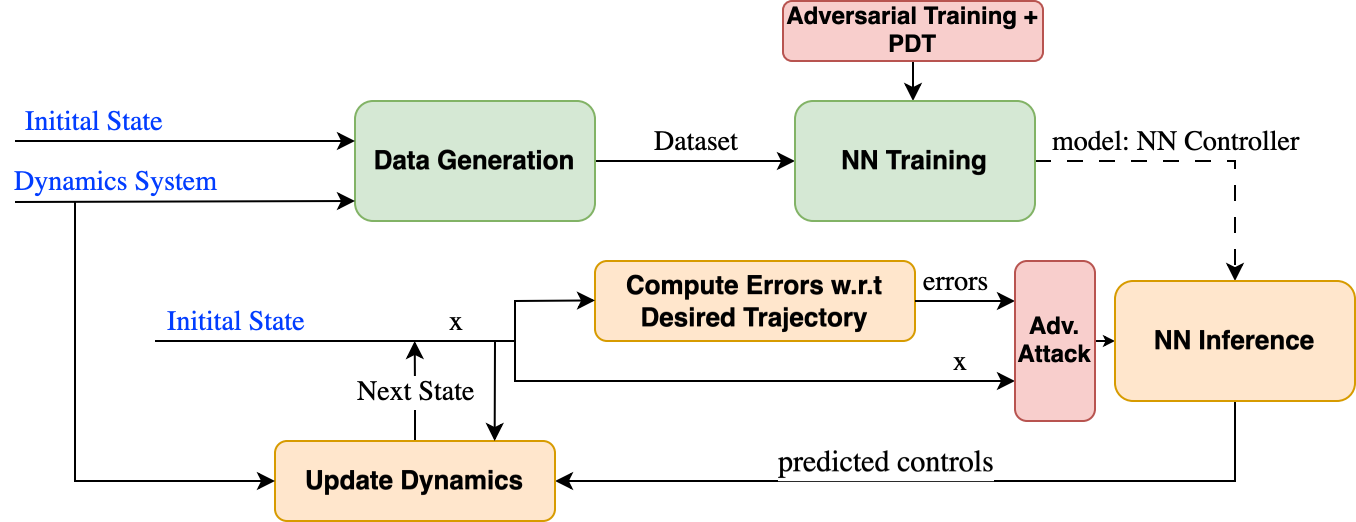 Adversarial Training +
PDT
Initital State
Data Generation
Dataset
NN Training
model: NN Controller
Dynamics System
Compute Errors w.r.t
Desired Trajectory
errors
Initital State
x
Adv.
Attack
NN Inference
x
Next State
Update Dynamics
predicted controls